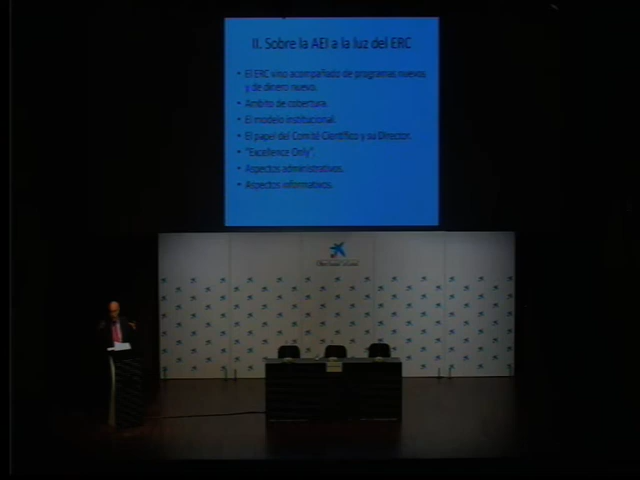 II. Sobre la AEI a la luz del ERC
• El ERC vino acompañado de programas nuevos
y de dinero nuevo.
• Ambito de cobertura.
• El modelo institucional.
• El papel del Comité Científico y su Director.
• "Excellence Only".
• Aspectos administrativos.
• Aspectos informativos.